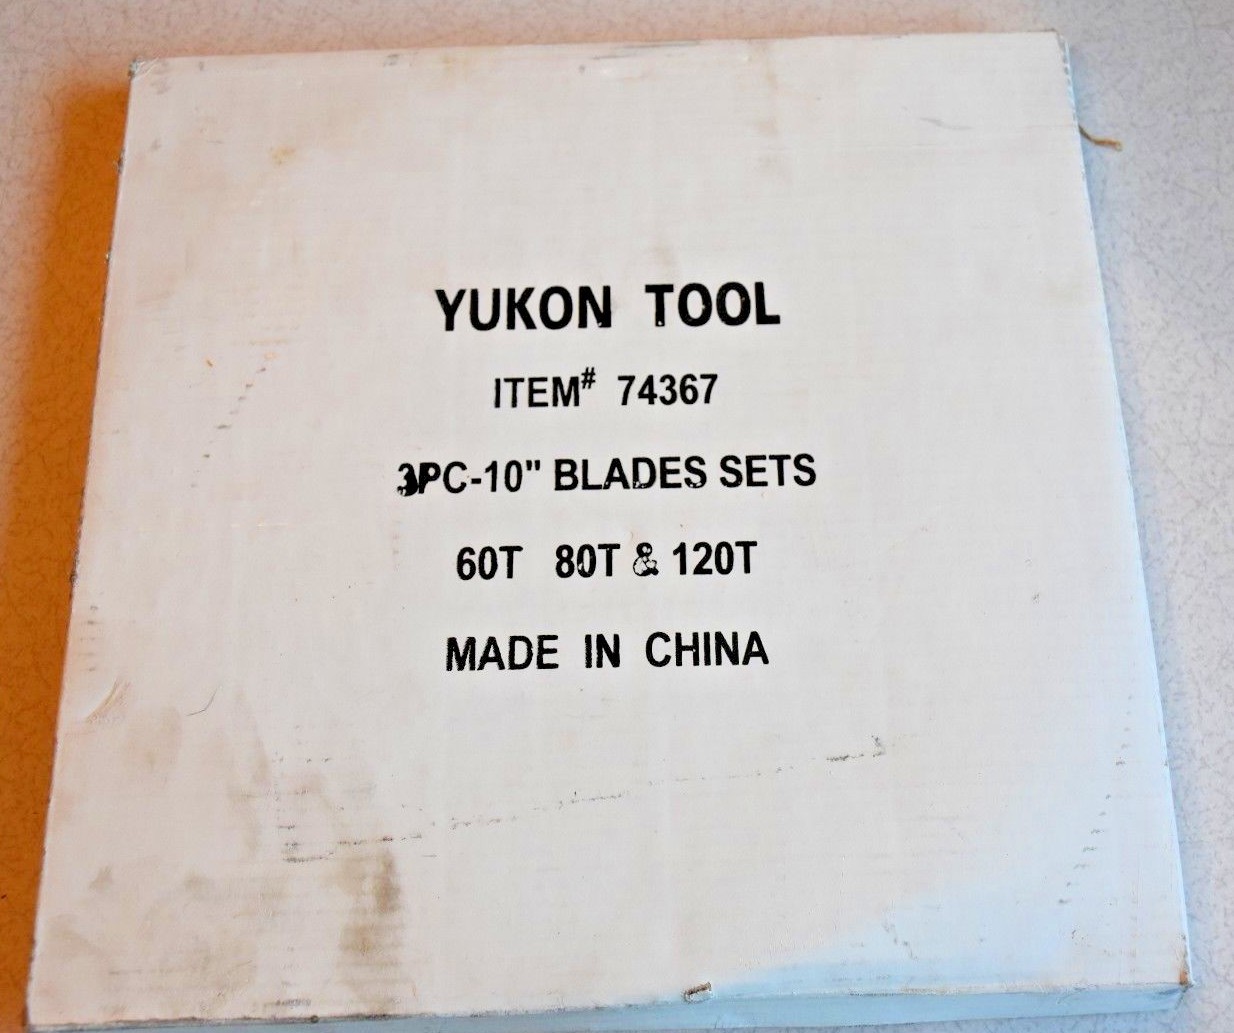 YUKON TOOL
ITEM# 74367
3PC-10" BLADES SETS
60T 80T & 120T
MADE IN CHINA